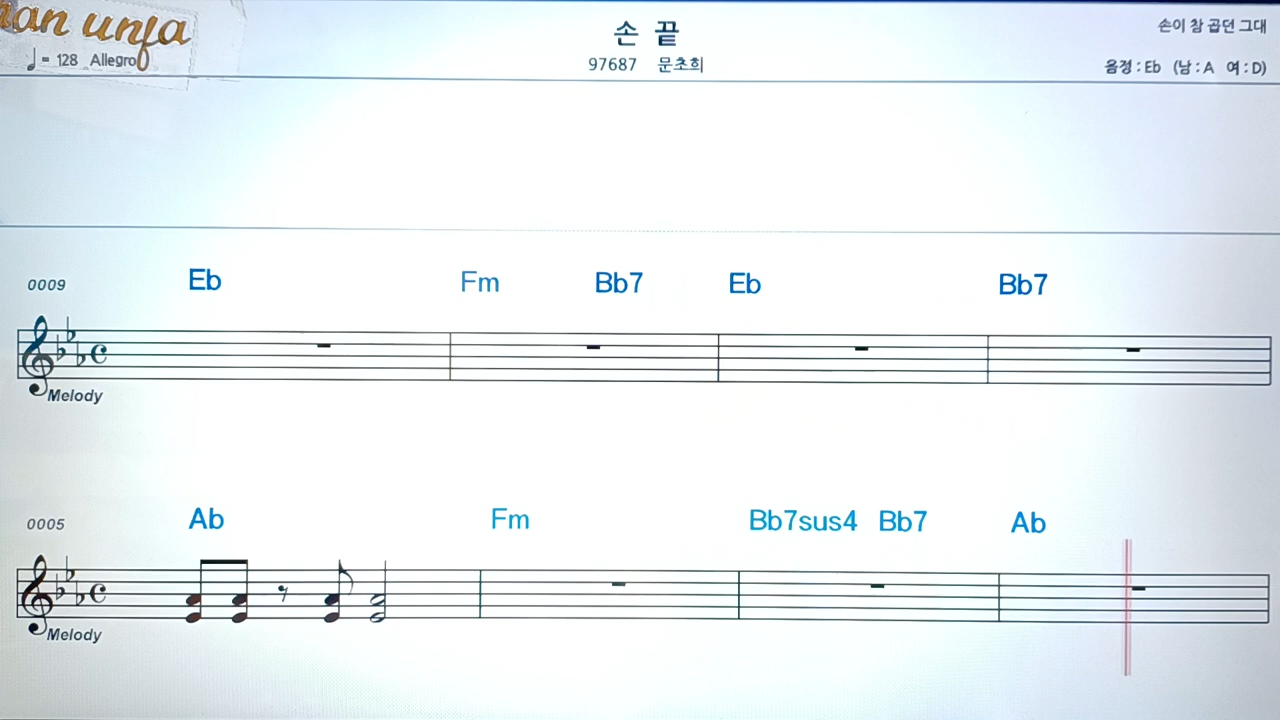 unja
손 끝
손이 참 곱던 그대
♩ = 128 Allegro
97687 문초희
음정 : Eb (남 : A 여 : D)
0009
Eb Fm Bb7 Eb Bb7
Melody
0005
Ab Fm Bb7sus4 Bb7 Ab
Melody